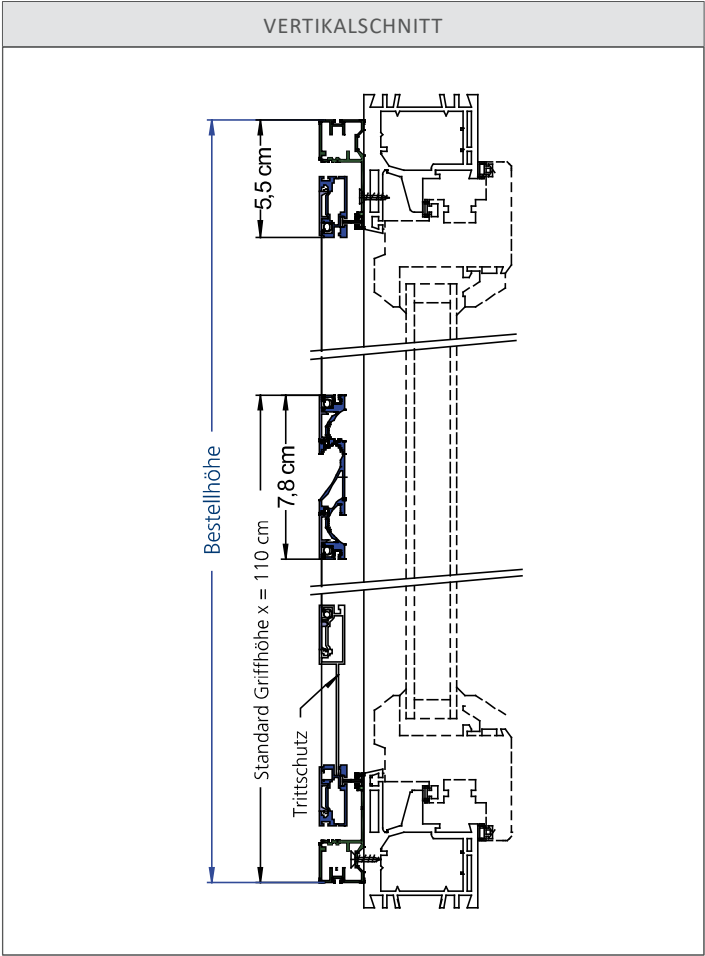 VERTIKALSCHNITT
5,5 cm
7,8 cm
Bestellhöhe
Standard Griffhöhe x = 110 cm
Trittschutz